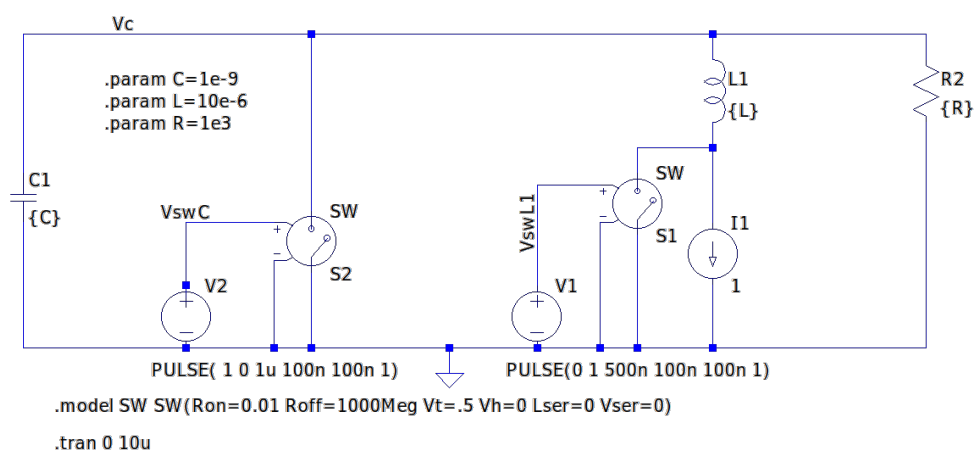 Vc
.param C=1e-9
.param L=10e-6
.param R=1e3
L1
{L}
R2
{R}
C1
{C}
VswC
+
−
SW
S2
V2
+
−
VswL1
+
−
SW
S1
V1
+
−
I1
1
PULSE( 1 0 1u 100n 100n 1)
PULSE(0 1 500n 100n 100n 1)
.model SW SW(Ron=0.01 Roff=1000Meg Vt=.5 Vh=0 Lser=0 Vser=0)
.tran 0 10u